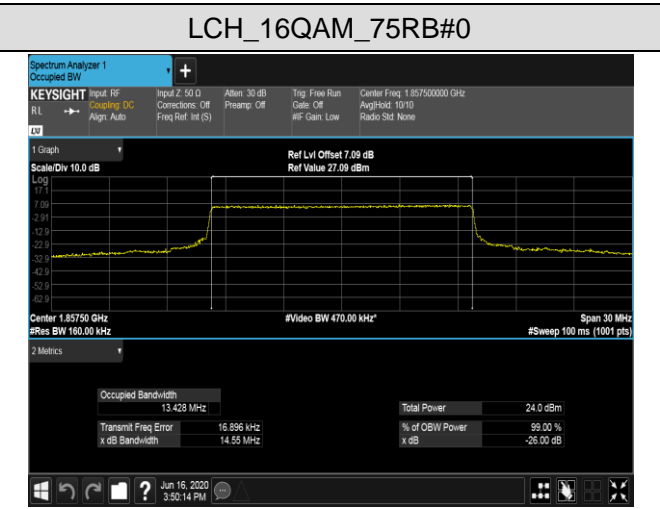 LCH_16QAM_75RB#0
Spectrum Analyzer 1
Occupied BW
+
KEYSIGHT Input: RF Input Z: 50 Ω Atten: 30 dB Trig: Free Run Center Freq: 1.857500000 GHz
RL Coupling: DC Corrections: Off Preamp: Off Gate: Off Avg|Hold: 10/10
Align: Auto Freq Ref: Int (S) #IF Gain: Low Radio Std: None
LXI
1 Graph
Ref Lvl Offset 7.09 dB
Scale/Div 10.0 dB Ref Value 27.09 dBm
Log
17.1
7.09
-2.91
-12.9
-22.9
-32.9
-42.9
-52.9
-62.9
Center 1.85750 GHz #Video BW 470.00 kHz* Span 30 MHz
#Res BW 160.00 kHz #Sweep 100 ms (1001 pts)
2 Metrics
Occupied Bandwidth
13.428 MHz Total Power 24.0 dBm
Transmit Freq Error 16.896 kHz % of OBW Power 99.00 %
x dB Bandwidth 14.55 MHz x dB -26.00 dB
? Jun 16, 2020
3:50:14 PM